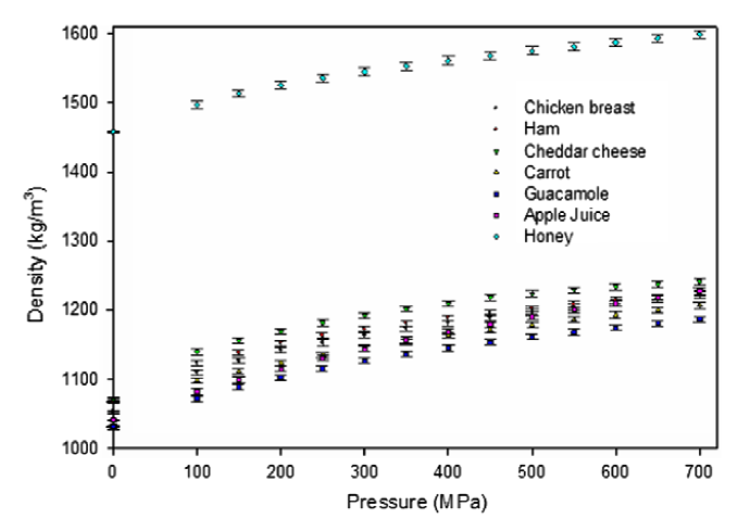 1600
1500
1400
1300
1200
1100
1000
Density (kg/m³)
Chicken breast
Ham
Cheddar cheese
Carrot
Guacamole
Apple Juice
Honey
0 100 200 300 400 500 600 700
Pressure (MPa)